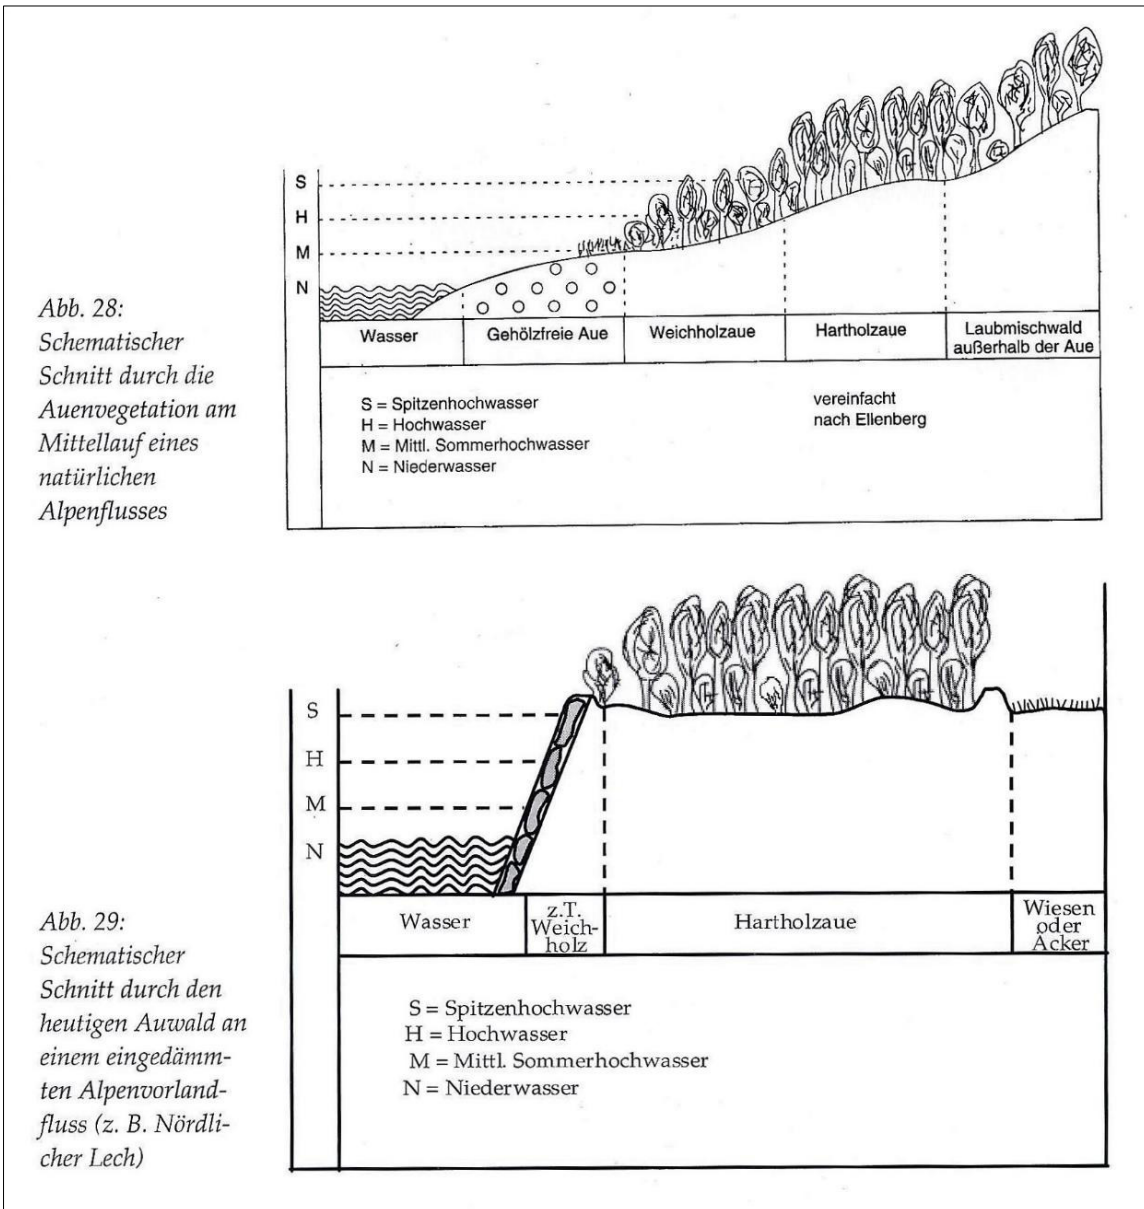 S
H
M
N
Wasser
Gehölzfreie Aue
Weichholzaue
Hartholzaue
Laubmischwald
außerhalb der Aue
S = Spitzenhochwasser
H = Hochwasser
M = Mittl. Sommerhochwasser
N = Niederwasser
vereinfacht
nach Ellenberg
Abb. 28:
Schematischer
Schnitt durch die
Auenvegetation am
Mittellauf eines
natürlichen
Alpenflusses
S
H
M
N
Wasser
z.T.
Weich-
holz
Hartholzaue
Wiesen
oder
Acker
S = Spitzenhochwasser
H = Hochwasser
M = Mittl. Sommerhochwasser
N = Niederwasser
Abb. 29:
Schematischer
Schnitt durch den
heutigen Auwald an
einem eingedämm-
ten Alpenvorland-
fluss (z. B. Nördli-
cher Lech)